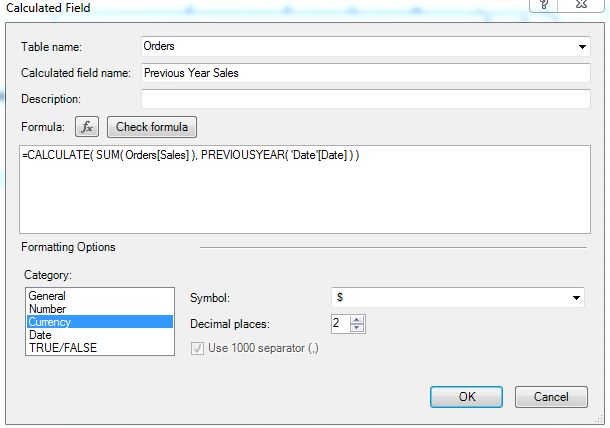 Calculated Field
Table name: Orders
Calculated field name: Previous Year Sales
Description:
Formula: fx Check formula
=CALCULATE( SUM( Orders[Sales] ), PREVIOUSYEAR( 'Date'[Date] ) )
Formatting Options
Category:
General
Number
Currency
Date
TRUE/FALSE
Symbol: $
Decimal places: 2
Use 1000 separator (,)
OK Cancel